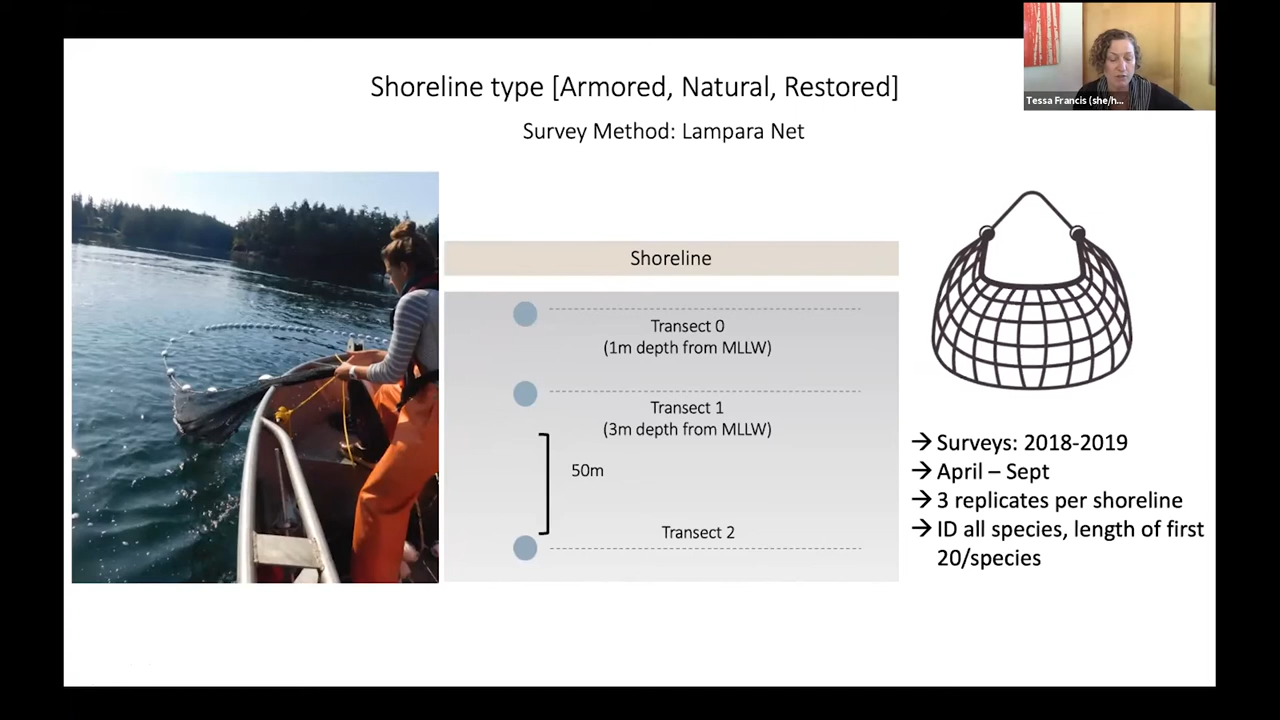 Shoreline type [Armored, Natural, Restored]
Survey Method: Lampara Net
Tessa Francis (she/h...
Shoreline
Transect 0
(1m depth from MLLW)
Transect 1
(3m depth from MLLW)
50m
Transect 2
→ Surveys: 2018-2019
→ April – Sept
→ 3 replicates per shoreline
→ ID all species, length of first
20/species